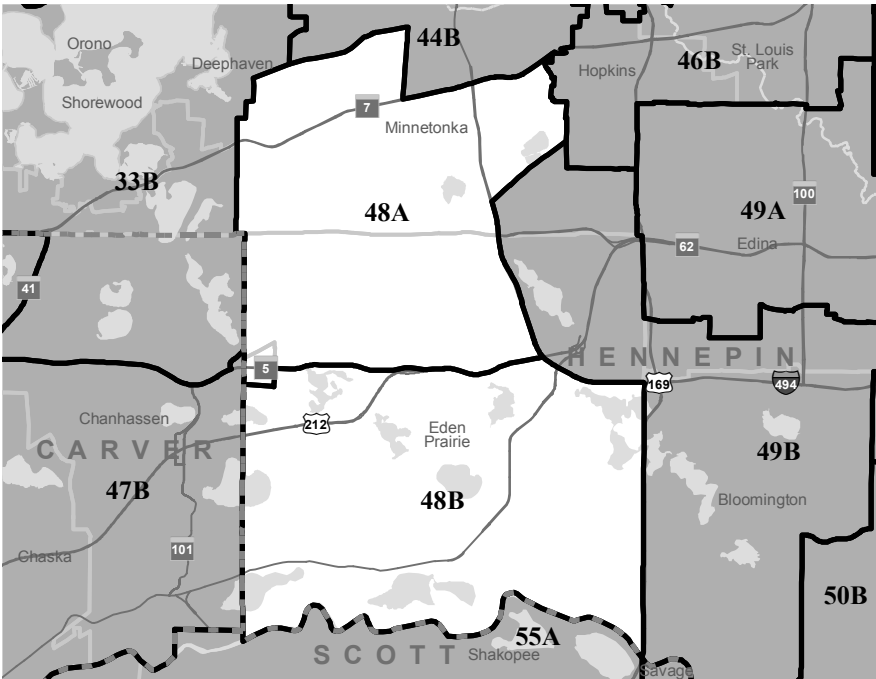 44B
Orono
St. Louis
Park
46B
Deephaven
Hopkins
Shorewood
7
Minnetonka
33B
100
48A
49A
62
Edina
41
HENNEPIN
5
169
494
Chanhassen
212
Eden
Prairie
CARVER
49B
47B
48B
Bloomington
101
Chaska
50B
55A
SCOTT
Shakopee
Savage